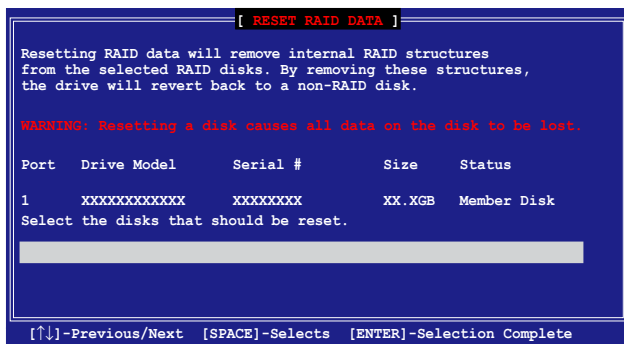 [ RESET RAID DATA ]
Resetting RAID data will remove internal RAID structures
from the selected RAID disks. By removing these structures,
the drive will revert back to a non-RAID disk.
WARNING: Resetting a disk causes all data on the disk to be lost.
Port Drive Model Serial # Size Status
1 XXXXXXXXXXXX XXXXXXXX XX.XGB Member Disk
Select the disks that should be reset.
[↑↓]-Previous/Next [SPACE]-Selects [ENTER]-Selection Complete